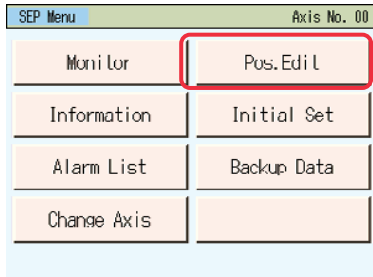 SEP Menu Axis No. 00
Monitor Pos.Edit
Information Initial Set
Alarm List Backup Data
Change Axis